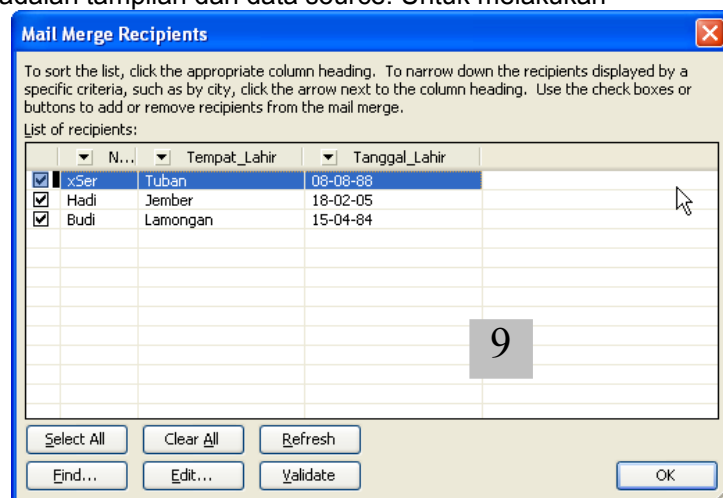 adalah tampilan dari data source. Untuk melakukan
Mail Merge Recipients
To sort the list, click the appropriate column heading. To narrow down the recipients displayed by a
specific criteria, such as by city, click the arrow next to the column heading. Use the check boxes or
buttons to add or remove recipients from the mail merge.
List of recipients:
N... Tempat_Lahir Tanggal_Lahir
xSer Tuban 08-08-88
Hadi Jember 18-02-05
Budi Lamongan 15-04-84
9
Select All Clear All Refresh
Find... Edit... Validate OK